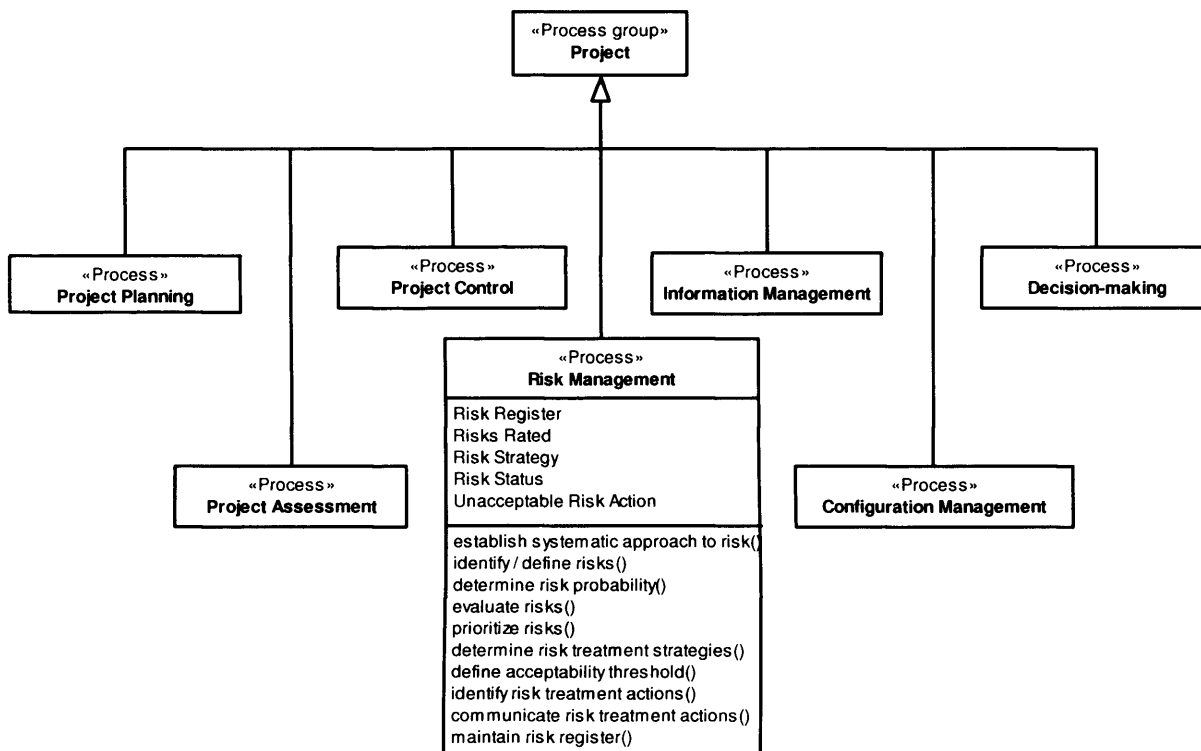 «Process group»
Project
«Process»
Project Planning
«Process»
Project Control
«Process»
Information Management
«Process»
Decision-making
«Process»
Risk Management
Risk Register
Risks Rated
Risk Strategy
Risk Status
Unacceptable Risk Action
«Process»
Project Assessment
«Process»
Configuration Management
establish systematic approach to risk()
identify / define risks()
determine risk probability()
evaluate risks()
prioritize risks()
determine risk treatment strategies()
define acceptability threshold()
identify risk treatment actions()
communicate risk treatment actions()
maintain risk register()